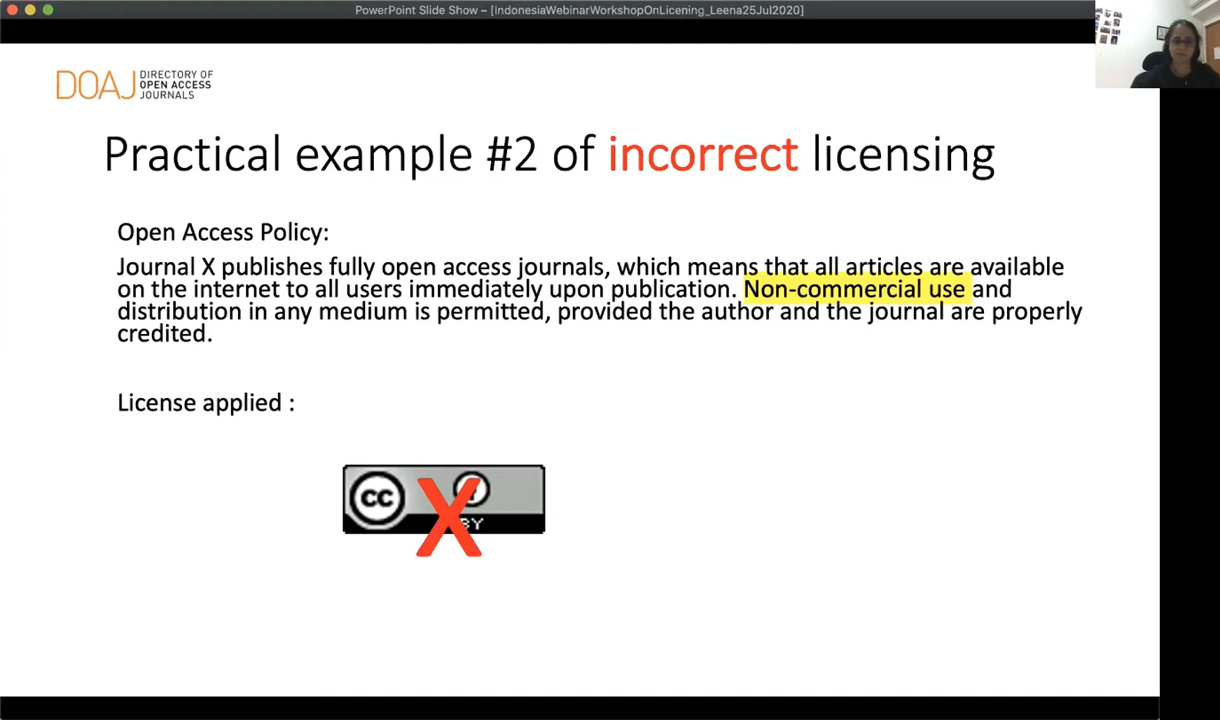 PowerPoint Slide Show – [IndonesiaWebinarWorkshopOnLicening_Leena25Jul2020]
DOAJ
DIRECTORY OF
OPEN ACCESS
JOURNALS
Practical example #2 of incorrect licensing
Open Access Policy:
Journal X publishes fully open access journals, which means that all articles are available
on the internet to all users immediately upon publication. Non-commercial use and
distribution in any medium is permitted, provided the author and the journal are properly
credited.
License applied :
CC
X
BY